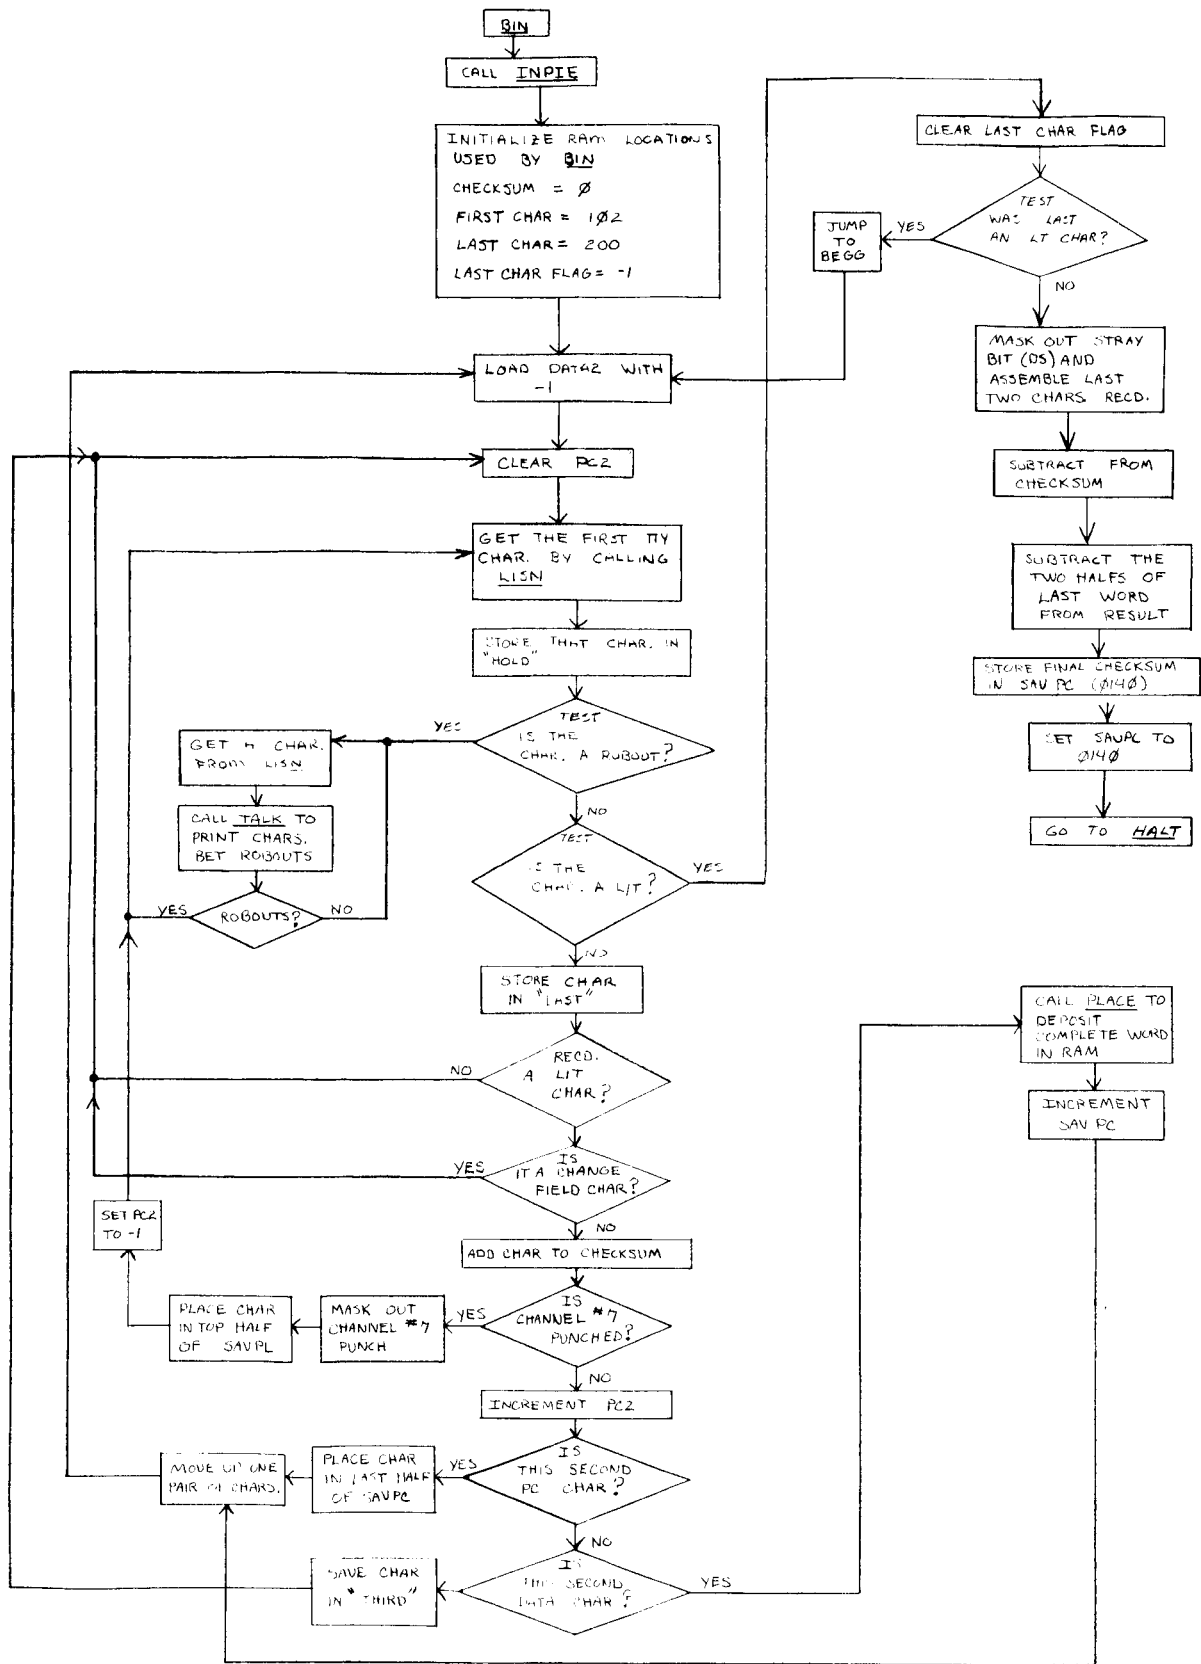 BIN
CALL INPIE
INITIALIZE RAM LOCATIONS
USED BY BIN
CHECKSUM = Ø
FIRST CHAR = 1Ø2
LAST CHAR = 200
LAST CHAR FLAG = -1
LOAD DATA2 WITH
-1
CLEAR PC2
GET THE FIRST TTY
CHAR. BY CALLING
LISN
STORE THAT CHAR. IN
"HOLD"
TEST
IS THE
CHAR. A RUBOUT?
YES
NO
GET A CHAR.
FROM LISN
CALL TALK TO
PRINT CHARS.
BET ROBOUTS
ROBOUTS?
YES
NO
TEST
IS THE
CHAR. A L/T?
YES
NO
STORE CHAR
IN "LAST"
RECD.
A L/T
CHAR?
NO
IS
IT A CHANGE
FIELD CHAR?
YES
NO
ADD CHAR TO CHECKSUM
IS
CHANNEL #7
PUNCHED?
YES
NO
MASK OUT
CHANNEL #7
PUNCH
PLACE CHAR
IN TOP HALF
OF SAVPC
SET PC2
TO -1
INCREMENT PC2
IS
THIS SECOND
PC CHAR?
YES
NO
PLACE CHAR
IN LAST HALF
OF SAVPC
MOVE UP ONE
PAIR OF CHARS.
IS
THIS SECOND
DATA CHAR?
YES
SAVE CHAR
IN "THIRD"
CLEAR LAST CHAR FLAG
TEST
WAS LAST
AN LT CHAR?
YES
NO
JUMP
TO
BEGG
MASK OUT STRAY
BIT (DS) AND
ASSEMBLE LAST
TWO CHARS. RECD.
SUBTRACT FROM
CHECKSUM
SUBTRACT THE
TWO HALFS OF
LAST WORD
FROM RESULT
STORE FINAL CHECKSUM
IN SAV PC (Ø14Ø)
SET SAVPC TO
Ø14Ø
GO TO HALT
CALL PLACE TO
DEPOSIT
COMPLETE WORD
IN RAM
INCREMENT
SAV PC